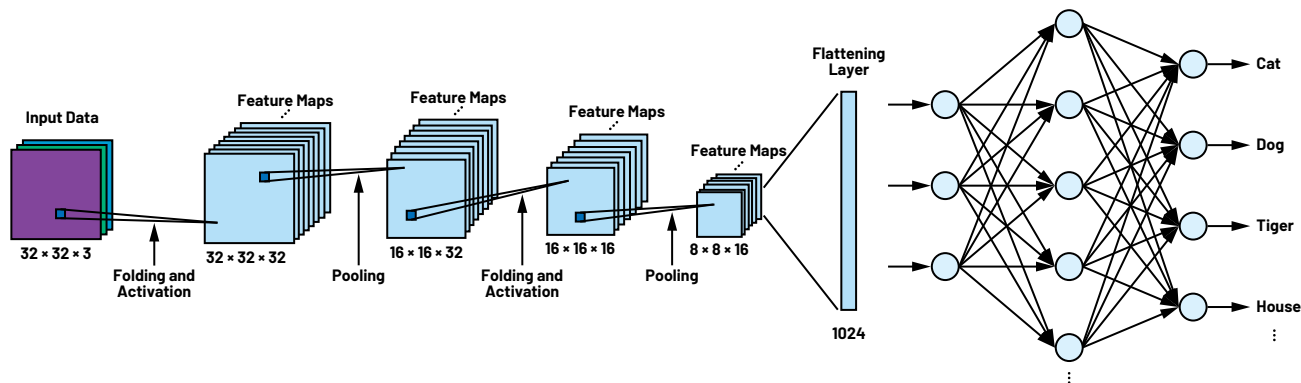 Input Data
32 × 32 × 3
Folding and
Activation
Feature Maps
32 × 32 × 32
Pooling
Feature Maps
16 × 16 × 32
Folding and
Activation
Feature Maps
16 × 16 × 16
Pooling
Feature Maps
8 × 8 × 16
Flattening
Layer
1024
Cat
Dog
Tiger
House